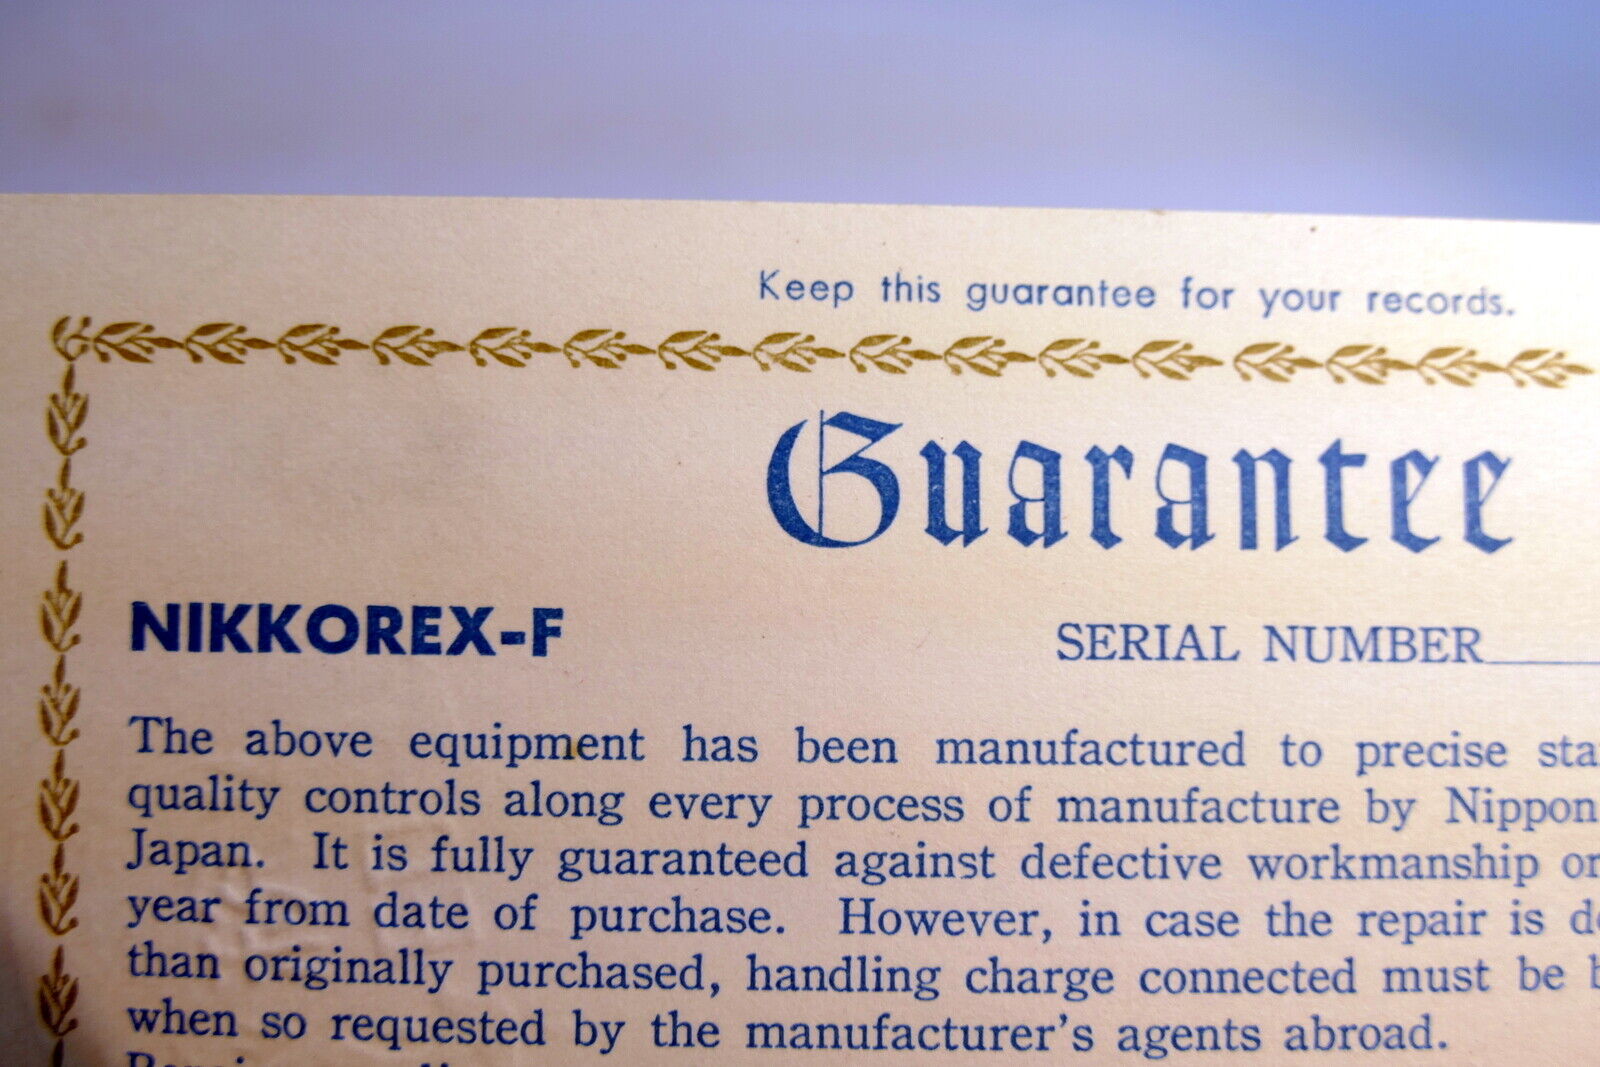 Keep this guarantee for your records.
Guarantee
NIKKOREX-F SERIAL NUMBER
The above equipment has been manufactured to precise
quality controls along every process of manufacture by Nippon
Japan. It is fully guaranteed against defective workmanship or
year from date of purchase. However, in case the repair is
than originally purchased, handling charge connected must be
when so requested by the manufacturer's agents abroad.